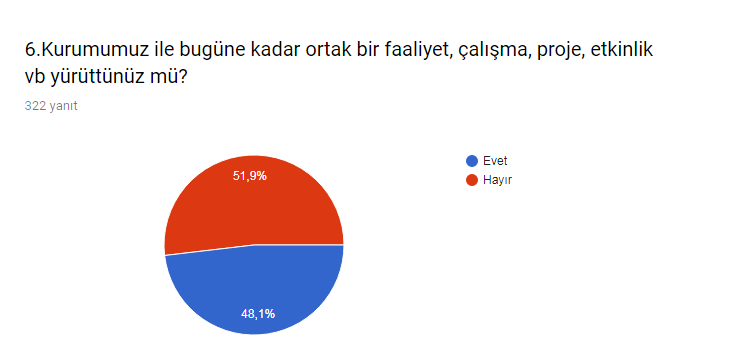 6.Kurumumuz ile bugüne kadar ortak bir faaliyet, çalışma, proje, etkinlik
vb yürüttünüz mü?
322 yanıt
Evet
Hayır
51,9%
48,1%